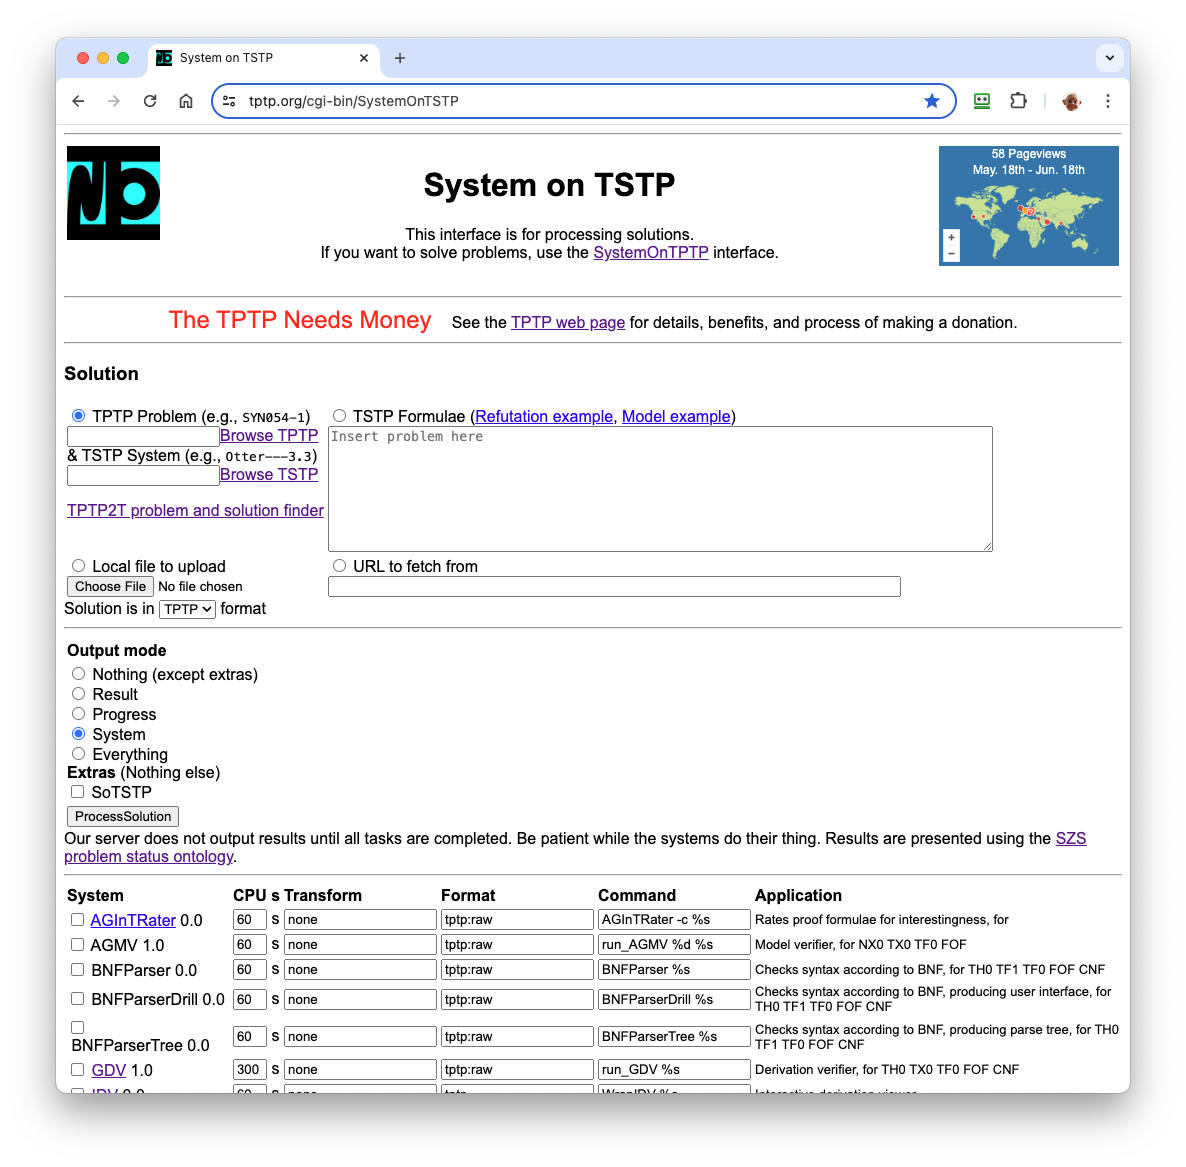 System on TSTP
tptp.org/cgi-bin/SystemOnTSTP
System on TSTP
This interface is for processing solutions.
If you want to solve problems, use the SystemOnTPTP interface.
58 Pageviews
May. 18th - Jun. 18th
+
−
The TPTP Needs Money See the TPTP web page for details, benefits, and process of making a donation.
Solution
TPTP Problem (e.g., SYN054-1)
Browse TPTP
& TSTP System (e.g., Otter---3.3)
Browse TSTP
TPTP2T problem and solution finder
TSTP Formulae (Refutation example, Model example)
Insert problem here
Local file to upload
Choose File No file chosen
URL to fetch from
Solution is in TPTP format
Output mode
Nothing (except extras)
Result
Progress
System
Everything
Extras (Nothing else)
SoTSTP
ProcessSolution
Our server does not output results until all tasks are completed. Be patient while the systems do their thing. Results are presented using the SZS
problem status ontology.
System CPU s Transform Format Command Application
AGInTRater 0.0 60 s none tptp:raw AGInTRater -c %s Rates proof formulae for interestingness, for
AGMV 1.0 60 s none tptp:raw run_AGMV %d %s Model verifier, for NX0 TX0 TF0 FOF
BNFParser 0.0 60 s none tptp:raw BNFParser %s Checks syntax according to BNF, for TH0 TF1 TF0 FOF CNF
BNFParserDrill 0.0 60 s none tptp:raw BNFParserDrill %s Checks syntax according to BNF, producing user interface, for
TH0 TF1 TF0 FOF CNF
BNFParserTree 0.0 60 s none tptp:raw BNFParserTree %s Checks syntax according to BNF, producing parse tree, for TH0
TF1 TF0 FOF CNF
GDV 1.0 300 s none tptp:raw run_GDV %s Derivation verifier, for TH0 TX0 TF0 FOF CNF